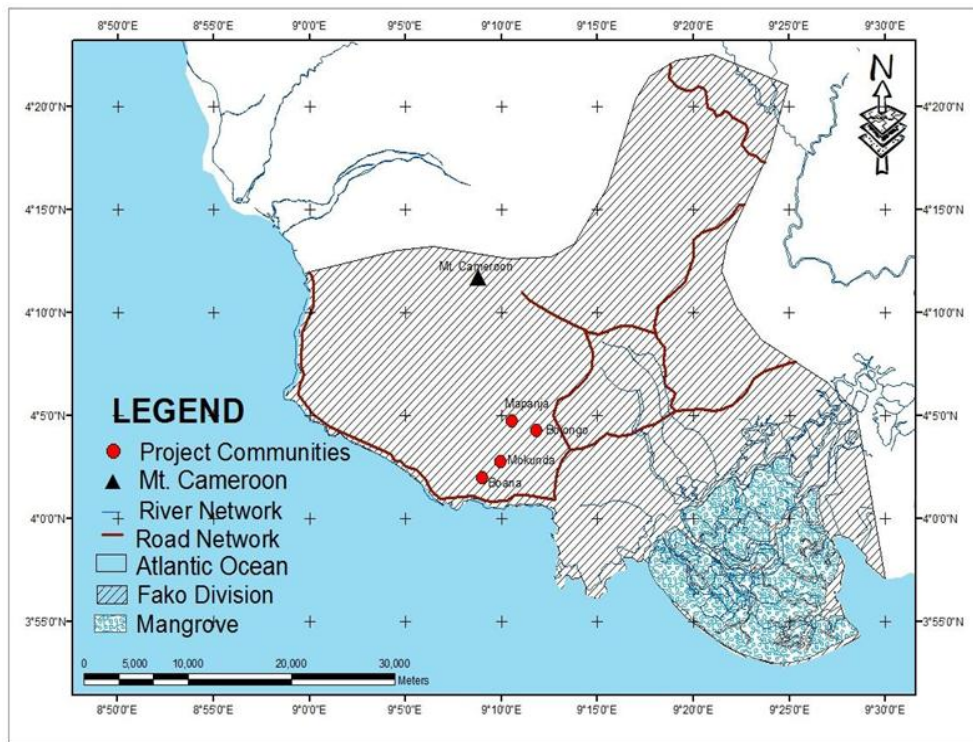 8°50'0"E 8°55'0"E 9°0'0"E 9°5'0"E 9°10'0"E 9°15'0"E 9°20'0"E 9°25'0"E 9°30'0"E
N
4°20'0"N 4°20'0"N
4°15'0"N 4°15'0"N
Mt. Cameroon
4°10'0"N 4°10'0"N
4°5'0"N 4°5'0"N
Mapanja
Bojongo
Mokunda
Boana
4°0'0"N 4°0'0"N
3°55'0"N 3°55'0"N
LEGEND
Project Communities
Mt. Cameroon
River Network
Road Network
Atlantic Ocean
Fako Division
Mangrove
0 5,000 10,000 20,000 30,000
Meters
8°50'0"E 8°55'0"E 9°0'0"E 9°5'0"E 9°10'0"E 9°15'0"E 9°20'0"E 9°25'0"E 9°30'0"E